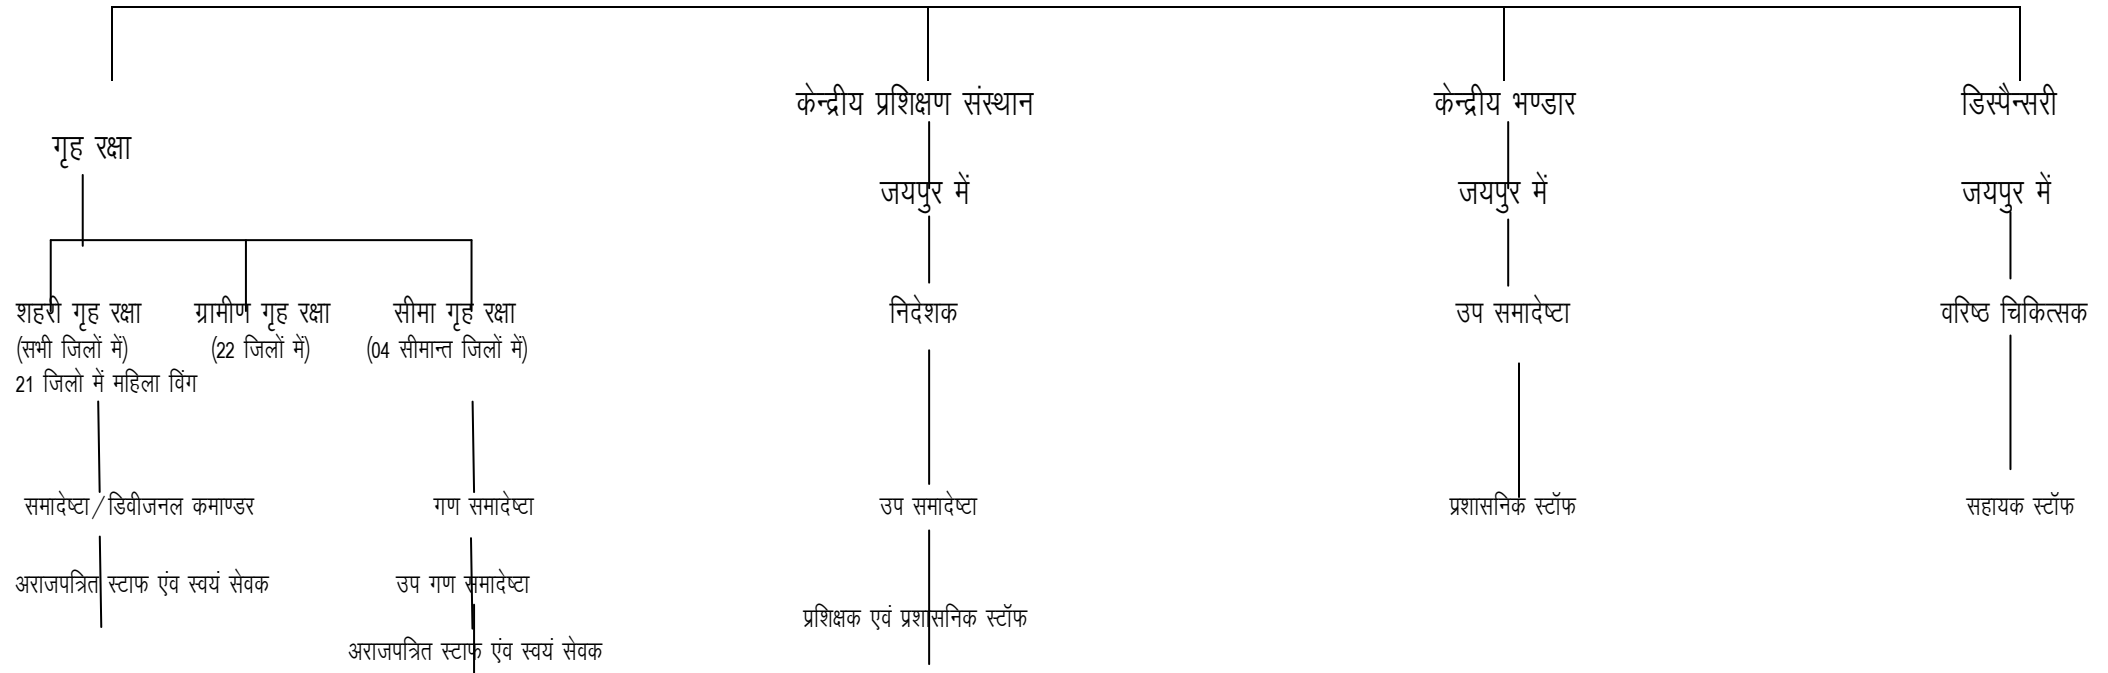 केन्द्रीय प्रशिक्षण संस्थान
केन्द्रीय भण्डार
डिस्पैन्सरी
गृह रक्षा
जयपुर में
जयपुर में
जयपुर में
शहरी गृह रक्षा
(सभी जिलों में)
21 जिलो में महिला विंग
ग्रामीण गृह रक्षा
(22 जिलों में)
सीमा गृह रक्षा
(04 सीमान्त जिलों में)
निदेशक
उप समादेष्टा
वरिष्ठ चिकित्सक
समादेष्टा/डिवीजनल कमाण्डर
गण समादेष्टा
उप समादेष्टा
प्रशासनिक स्टॉफ
सहायक स्टॉफ
अराजपत्रित स्टाफ एंव स्वयं सेवक
उप गण समादेष्टा
प्रशिक्षक एवं प्रशासनिक स्टॉफ
अराजपत्रित स्टाफ एंव स्वयं सेवक